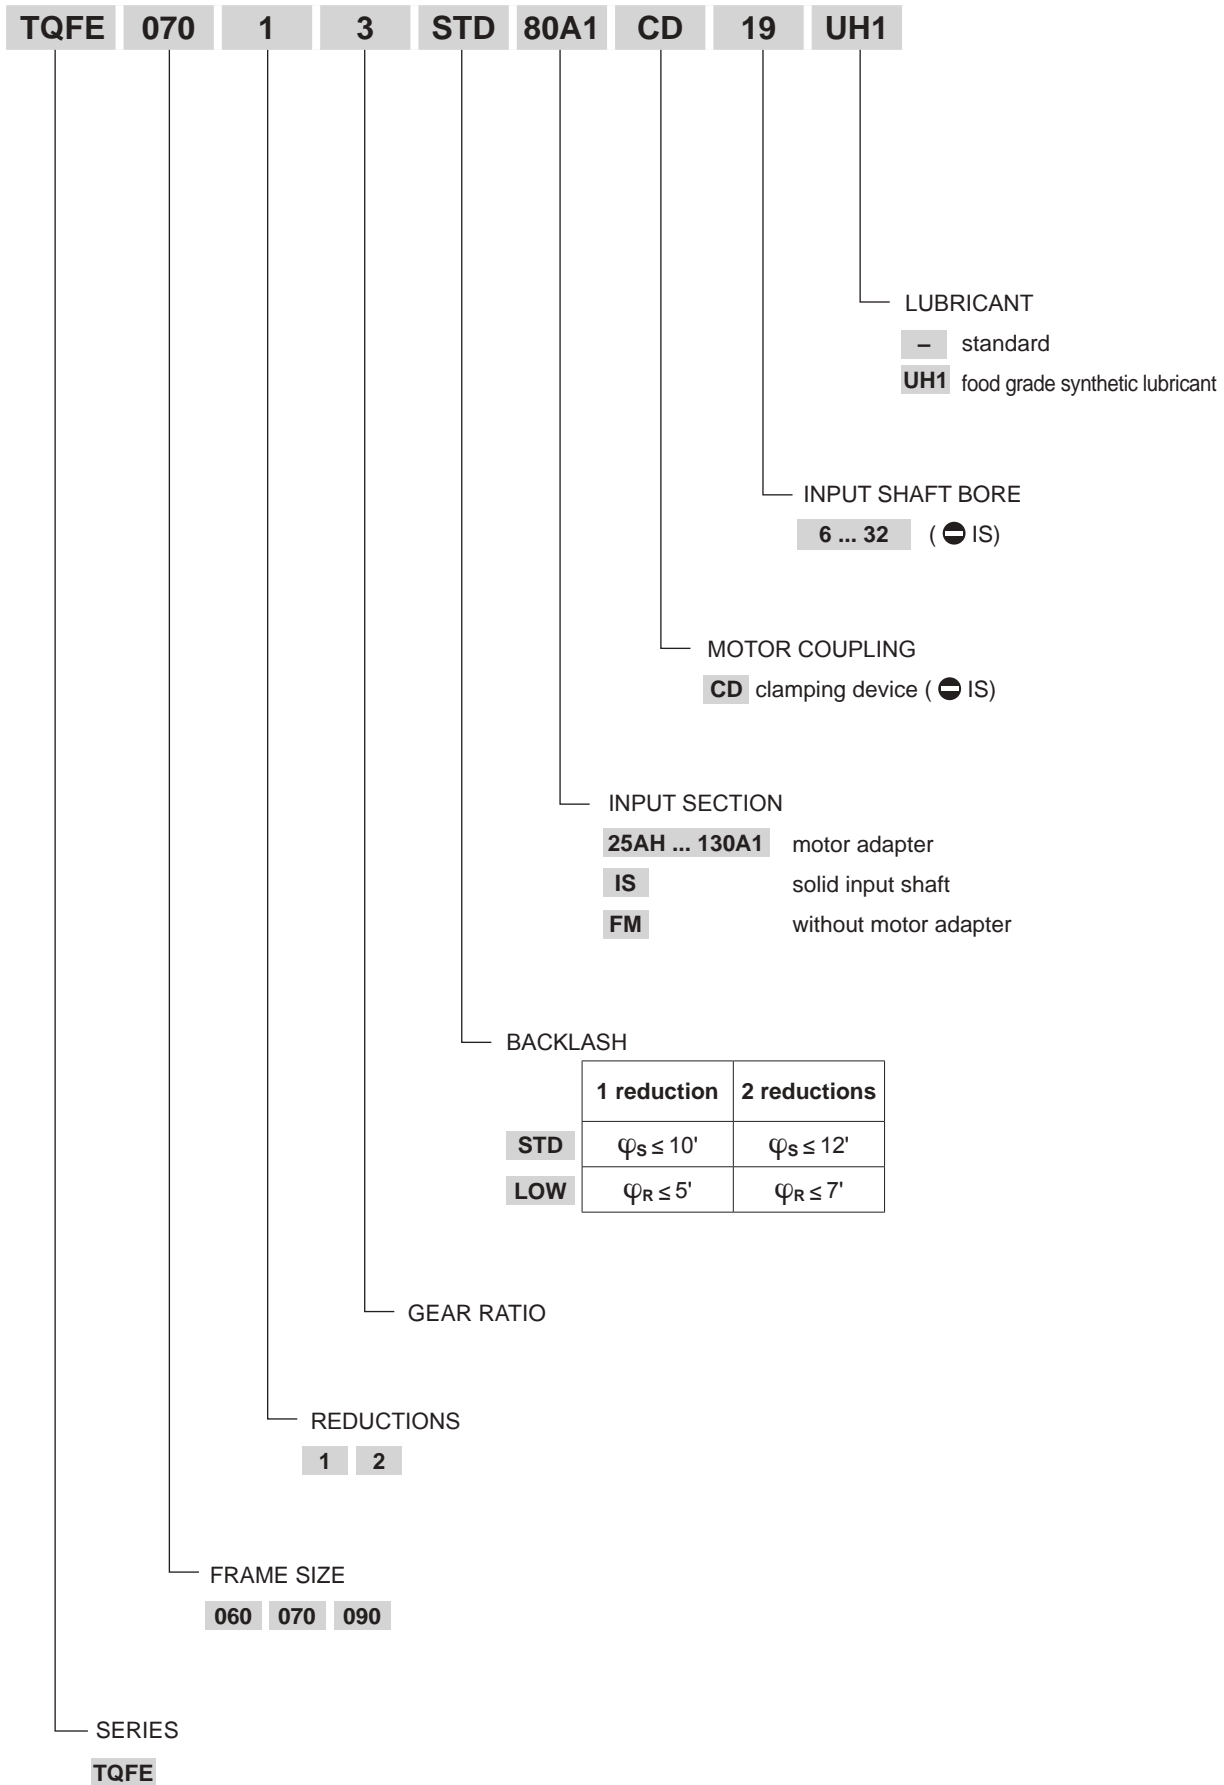 TQFE 070 1 3 STD 80A1 CD 19 UH1
LUBRICANT
– standard
UH1 food grade synthetic lubricant
INPUT SHAFT BORE
6 ... 32 ( IS)
MOTOR COUPLING
CD clamping device ( IS)
INPUT SECTION
25AH ... 130A1 motor adapter
IS solid input shaft
FM without motor adapter
BACKLASH
1 reduction 2 reductions
STD φS ≤ 10' φS ≤ 12'
LOW φR ≤ 5' φR ≤ 7'
GEAR RATIO
REDUCTIONS
1 2
FRAME SIZE
060 070 090
SERIES
TQFE